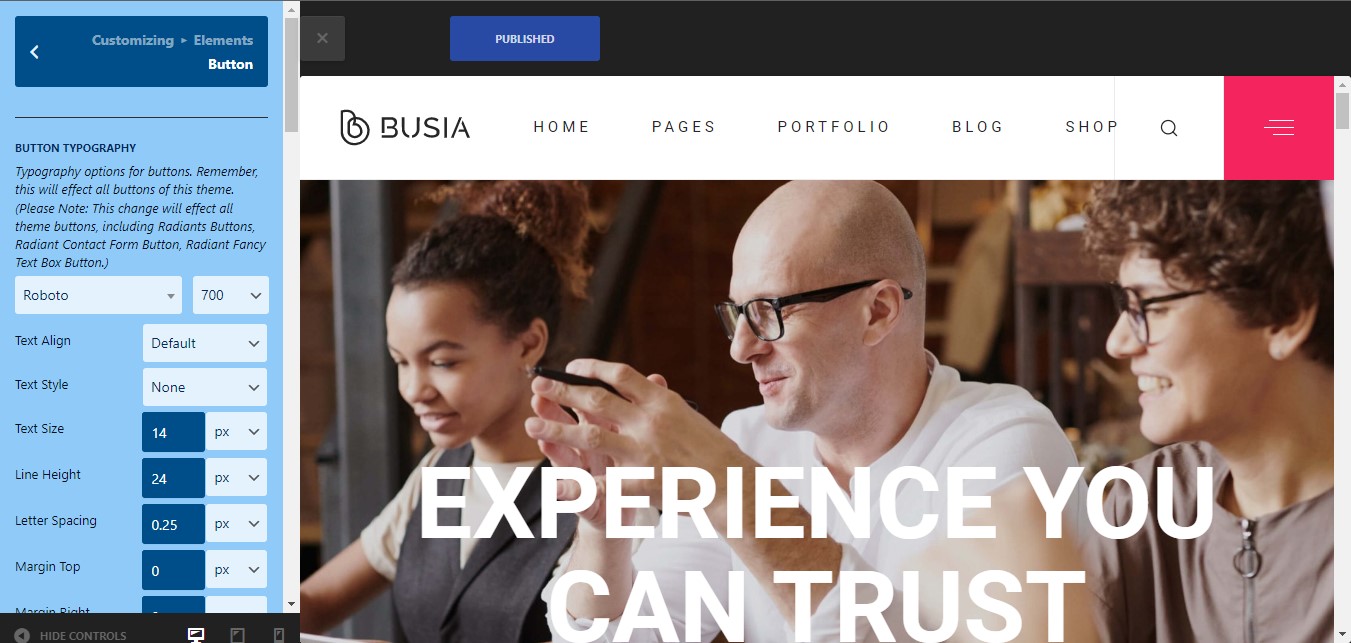 Customizing ▸ Elements
Button
BUTTON TYPOGRAPHY
Typography options for buttons. Remember,
this will effect all buttons of this theme.
(Please Note: This change will effect all
theme buttons, including Radiants Buttons,
Radiant Contact Form Button, Radiant Fancy
Text Box Button.)
Roboto 700
Text Align Default
Text Style None
Text Size 14 px
Line Height 24 px
Letter Spacing 0.25 px
Margin Top 0 px
Margin Right
HIDE CONTROLS
PUBLISHED
BUSIA HOME PAGES PORTFOLIO BLOG SHOP
EXPERIENCE YOU
CAN TRUST